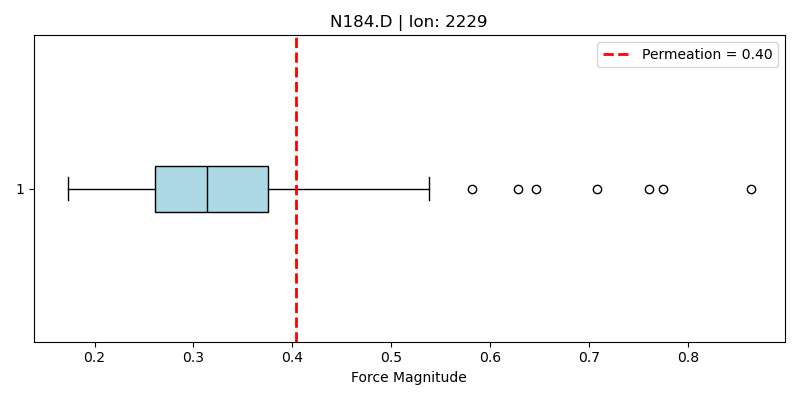 N184.D | Ion: 2229
Permeation = 0.40
1
0.2 0.3 0.4 0.5 0.6 0.7 0.8
Force Magnitude